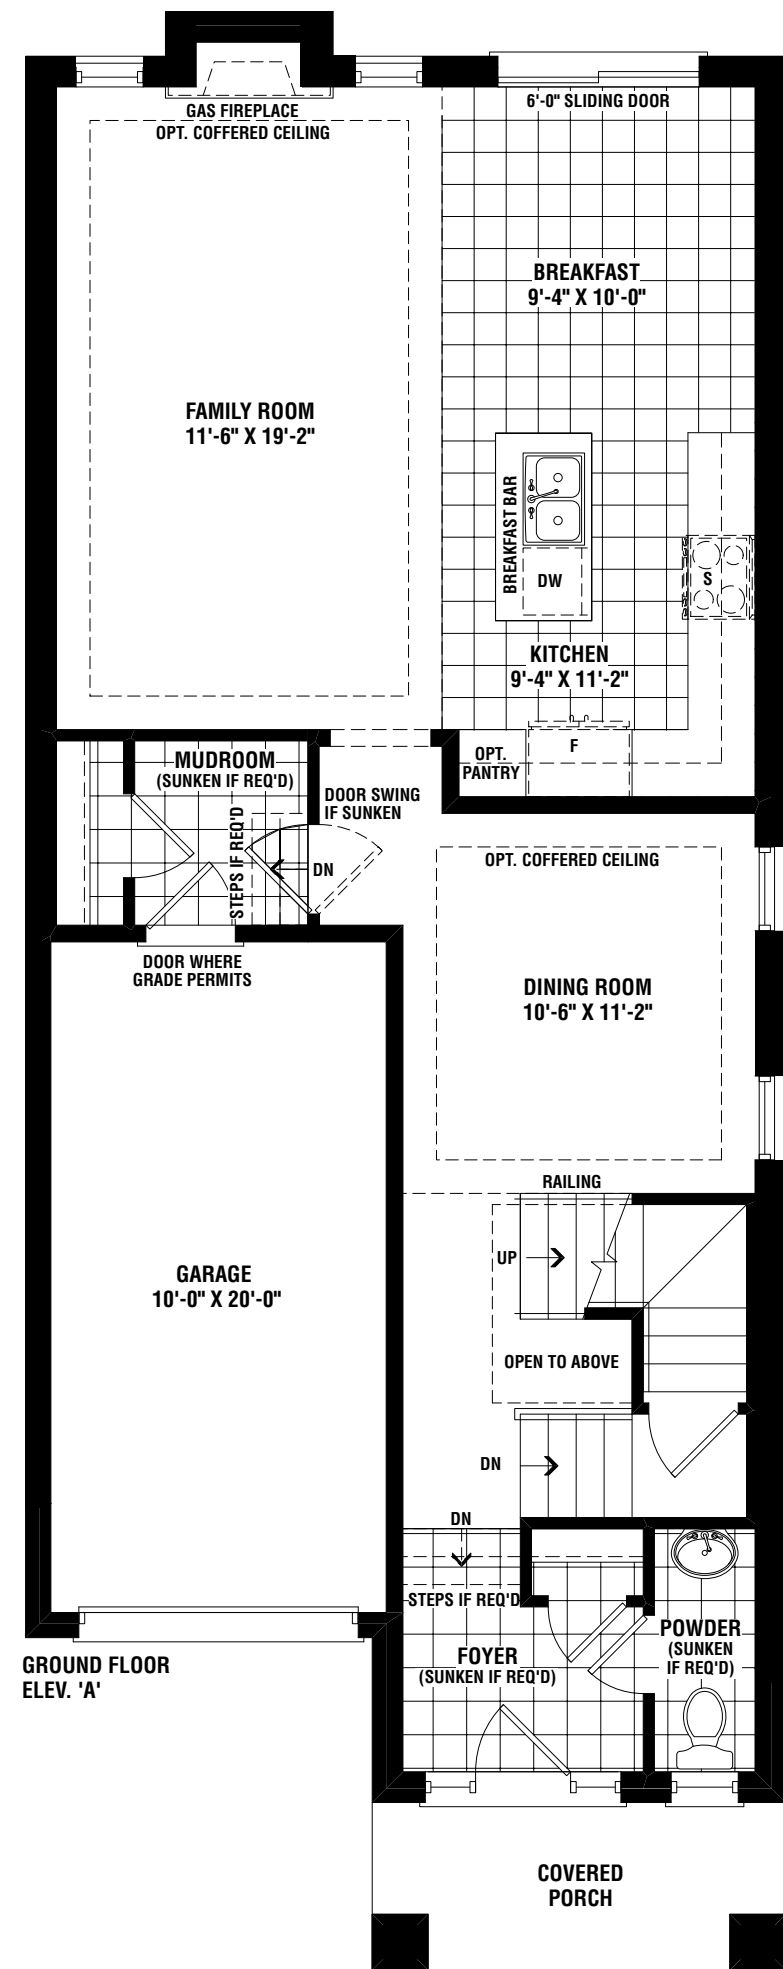 GAS FIREPLACE
OPT. COFFERED CEILING
6'-0" SLIDING DOOR
BREAKFAST
9'-4" X 10'-0"
FAMILY ROOM
11'-6" X 19'-2"
BREAKFAST BAR
DW
S
KITCHEN
9'-4" X 11'-2"
F
OPT.
PANTRY
MUDROOM
(SUNKEN IF REQ'D)
DOOR SWING
IF SUNKEN
STEPS IF REQ'D
DN
OPT. COFFERED CEILING
DOOR WHERE
GRADE PERMITS
DINING ROOM
10'-6" X 11'-2"
RAILING
UP
GARAGE
10'-0" X 20'-0"
OPEN TO ABOVE
DN
DN
STEPS IF REQ'D
FOYER
(SUNKEN IF REQ'D)
POWDER
(SUNKEN
IF REQ'D)
GROUND FLOOR
ELEV. 'A'
COVERED
PORCH